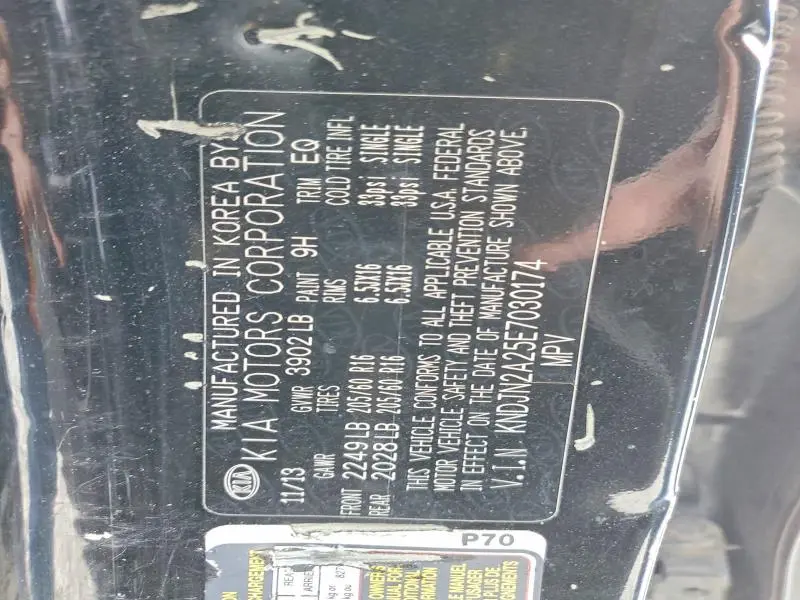 MANUFACTURED IN KOREA BY:
KIA KIA MOTORS CORPORATION
11/13 GVWR 3902LB PAINT 9H TRIM EQ
GAWR TIRES RIMS COLD TIRE INFL
FRONT 2249LB 205/60 R16 6.5JX16 33psi SINGLE
REAR 2028LB 205/60 R16 6.5JX16 33psi SINGLE
THIS VEHICLE CONFORMS TO ALL APPLICABLE U.S.A. FEDERAL
MOTOR VEHICLE SAFETY AND THEFT PREVENTION STANDARDS
IN EFFECT ON THE DATE OF MANUFACTURE SHOWN ABOVE.
V.I.N KNDJN2A25E7030174
MPV
P70